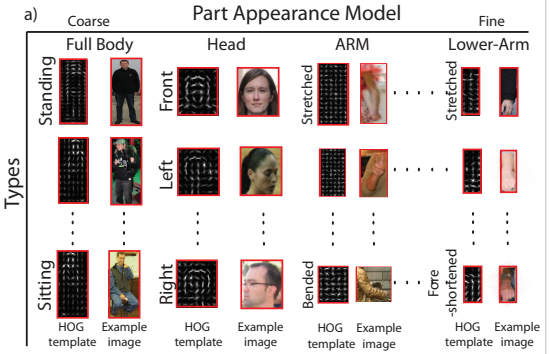 a)
Part Appearance Model
Coarse
Fine
Full Body
Head
ARM
Lower-Arm
Types
Standing
Front
Stretched
Stretched
Left
Sitting
Right
Bended
Fore
-shortened
HOG
template
Example
image
HOG
template
Example
image
HOG
template
Example
image
HOG
template
Example
image